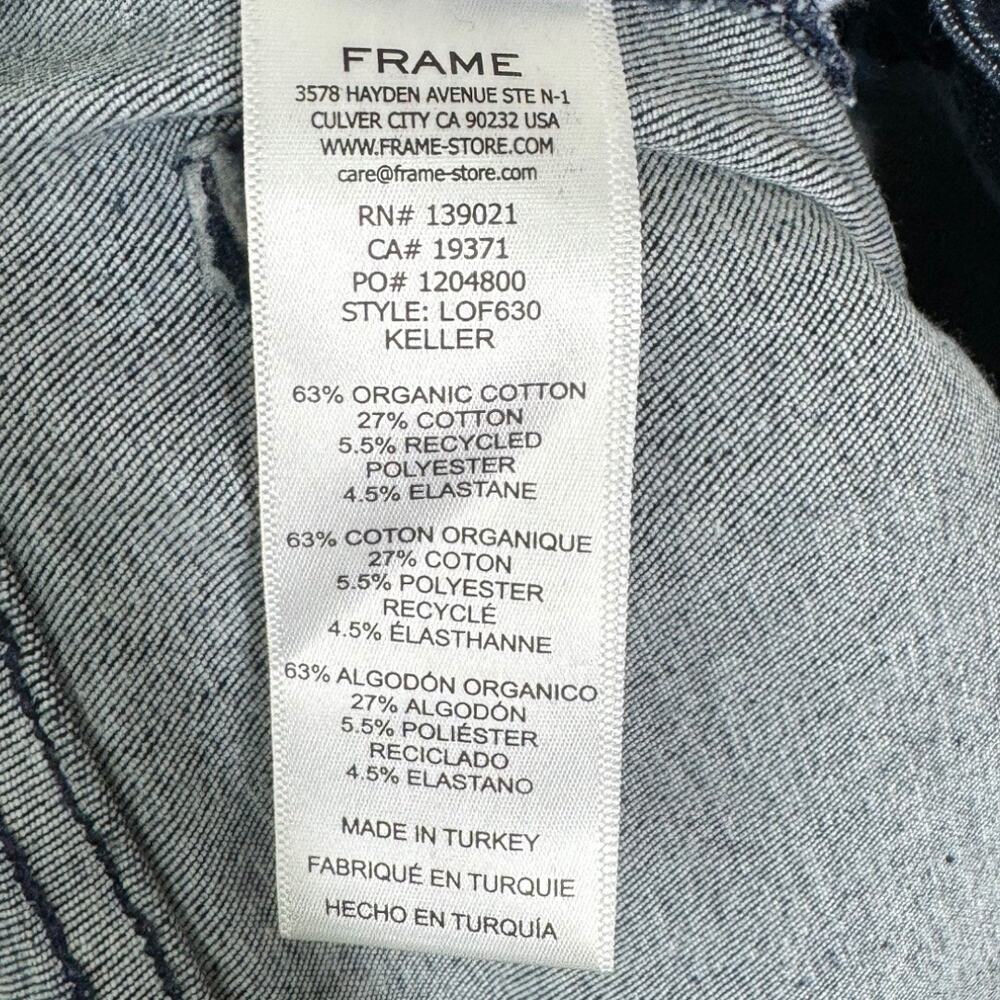 FRAME
3578 HAYDEN AVENUE STE N-1
CULVER CITY CA 90232 USA
WWW.FRAME-STORE.COM
care@frame-store.com
RN# 139021
CA# 19371
PO# 1204800
STYLE: LOF630
KELLER
63% ORGANIC COTTON
27% COTTON
5.5% RECYCLED
POLYESTER
4.5% ELASTANE
63% COTON ORGANIQUE
27% COTON
5.5% POLYESTER
RECYCLÉ
4.5% ÉLASTHANNE
63% ALGODÓN ORGANICO
27% ALGODÓN
5.5% POLIÉSTER
RECICLADO
4.5% ELASTANO
MADE IN TURKEY
FABRIQUÉ EN TURQUIE
HECHO EN TURQUÍA